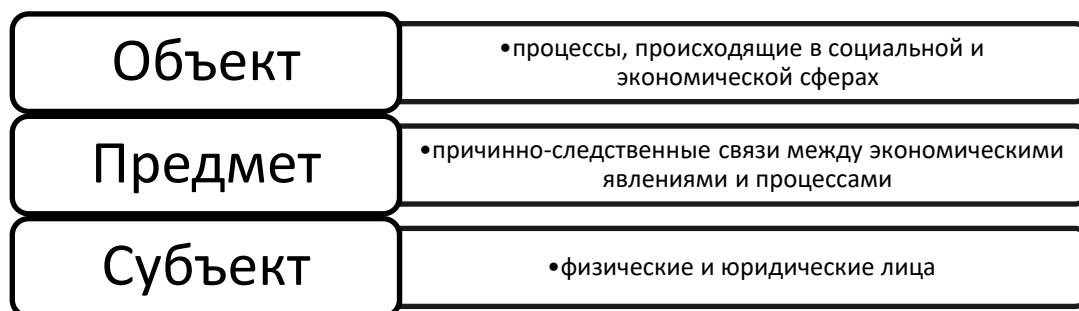 Объект
•процессы, происходящие в социальной и
экономической сферах
Предмет
•причинно-следственные связи между экономическими
явлениями и процессами
Субъект
•физические и юридические лица